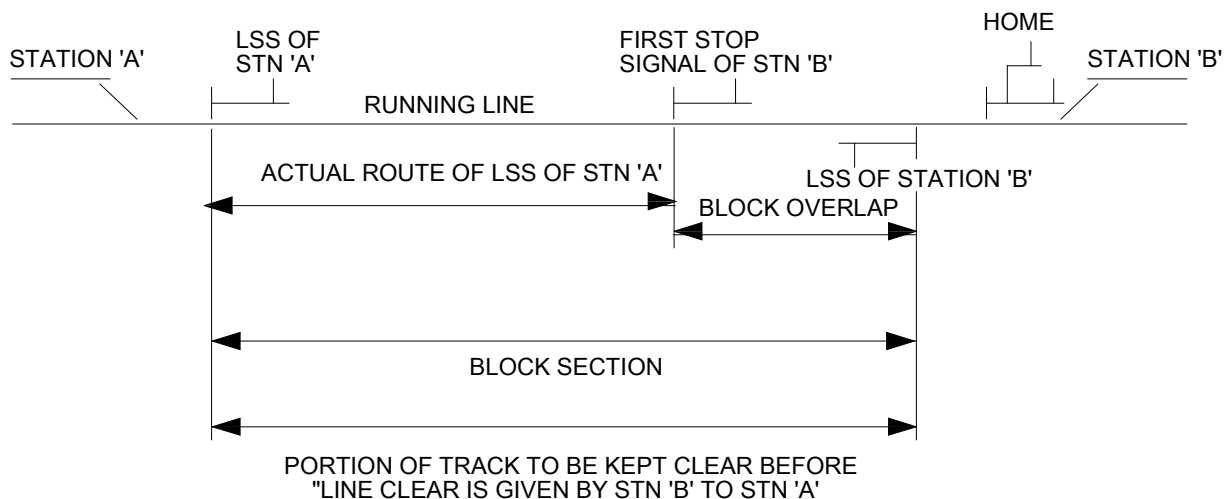 HOME
STATION 'A'
LSS OF
STN 'A'
FIRST STOP
SIGNAL OF STN 'B'
STATION 'B'
RUNNING LINE
ACTUAL ROUTE OF LSS OF STN 'A'
LSS OF STATION 'B'
BLOCK OVERLAP
BLOCK SECTION
PORTION OF TRACK TO BE KEPT CLEAR BEFORE
"LINE CLEAR IS GIVEN BY STN 'B' TO STN 'A'